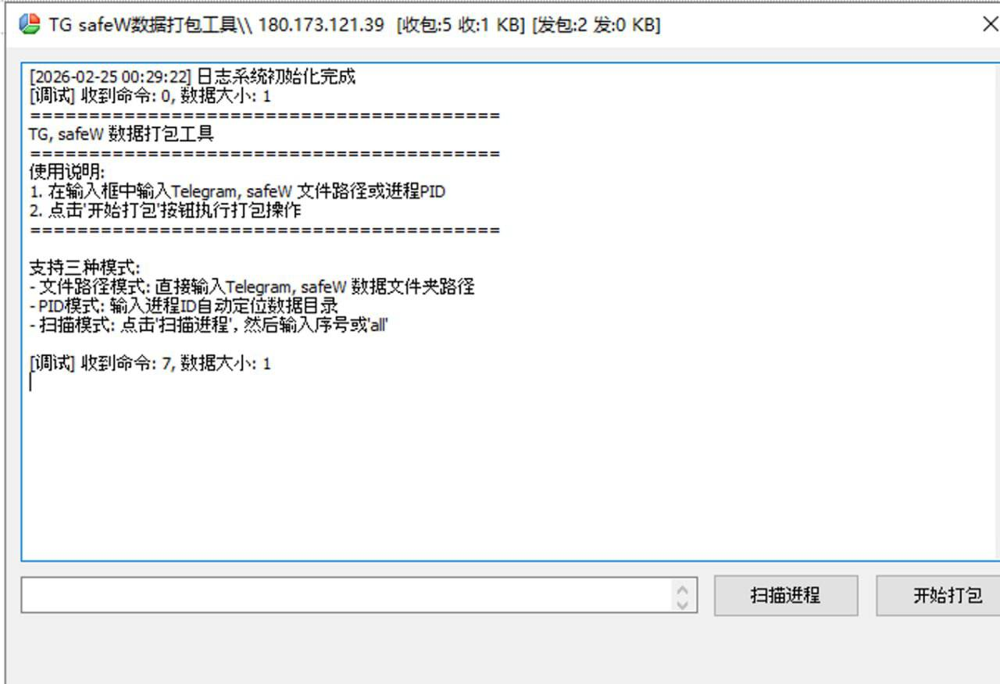 TG safeW数据打包工具\\ 180.173.121.39 [收包:5 收:1 KB] [发包:2 发:0 KB]
[2026-02-25 00:29:22] 日志系统初始化完成
[调试] 收到命令: 0, 数据大小: 1
========================================
TG, safeW 数据打包工具
========================================
使用说明:
1. 在输入框中输入Telegram, safeW 文件路径或进程PID
2. 点击'开始打包'按钮执行打包操作
========================================
支持三种模式:
- 文件路径模式: 直接输入Telegram, safeW 数据文件夹路径
- PID模式: 输入进程ID自动定位数据目录
- 扫描模式: 点击'扫描进程', 然后输入序号或'all'
[调试] 收到命令: 7, 数据大小: 1
扫描进程
开始打包